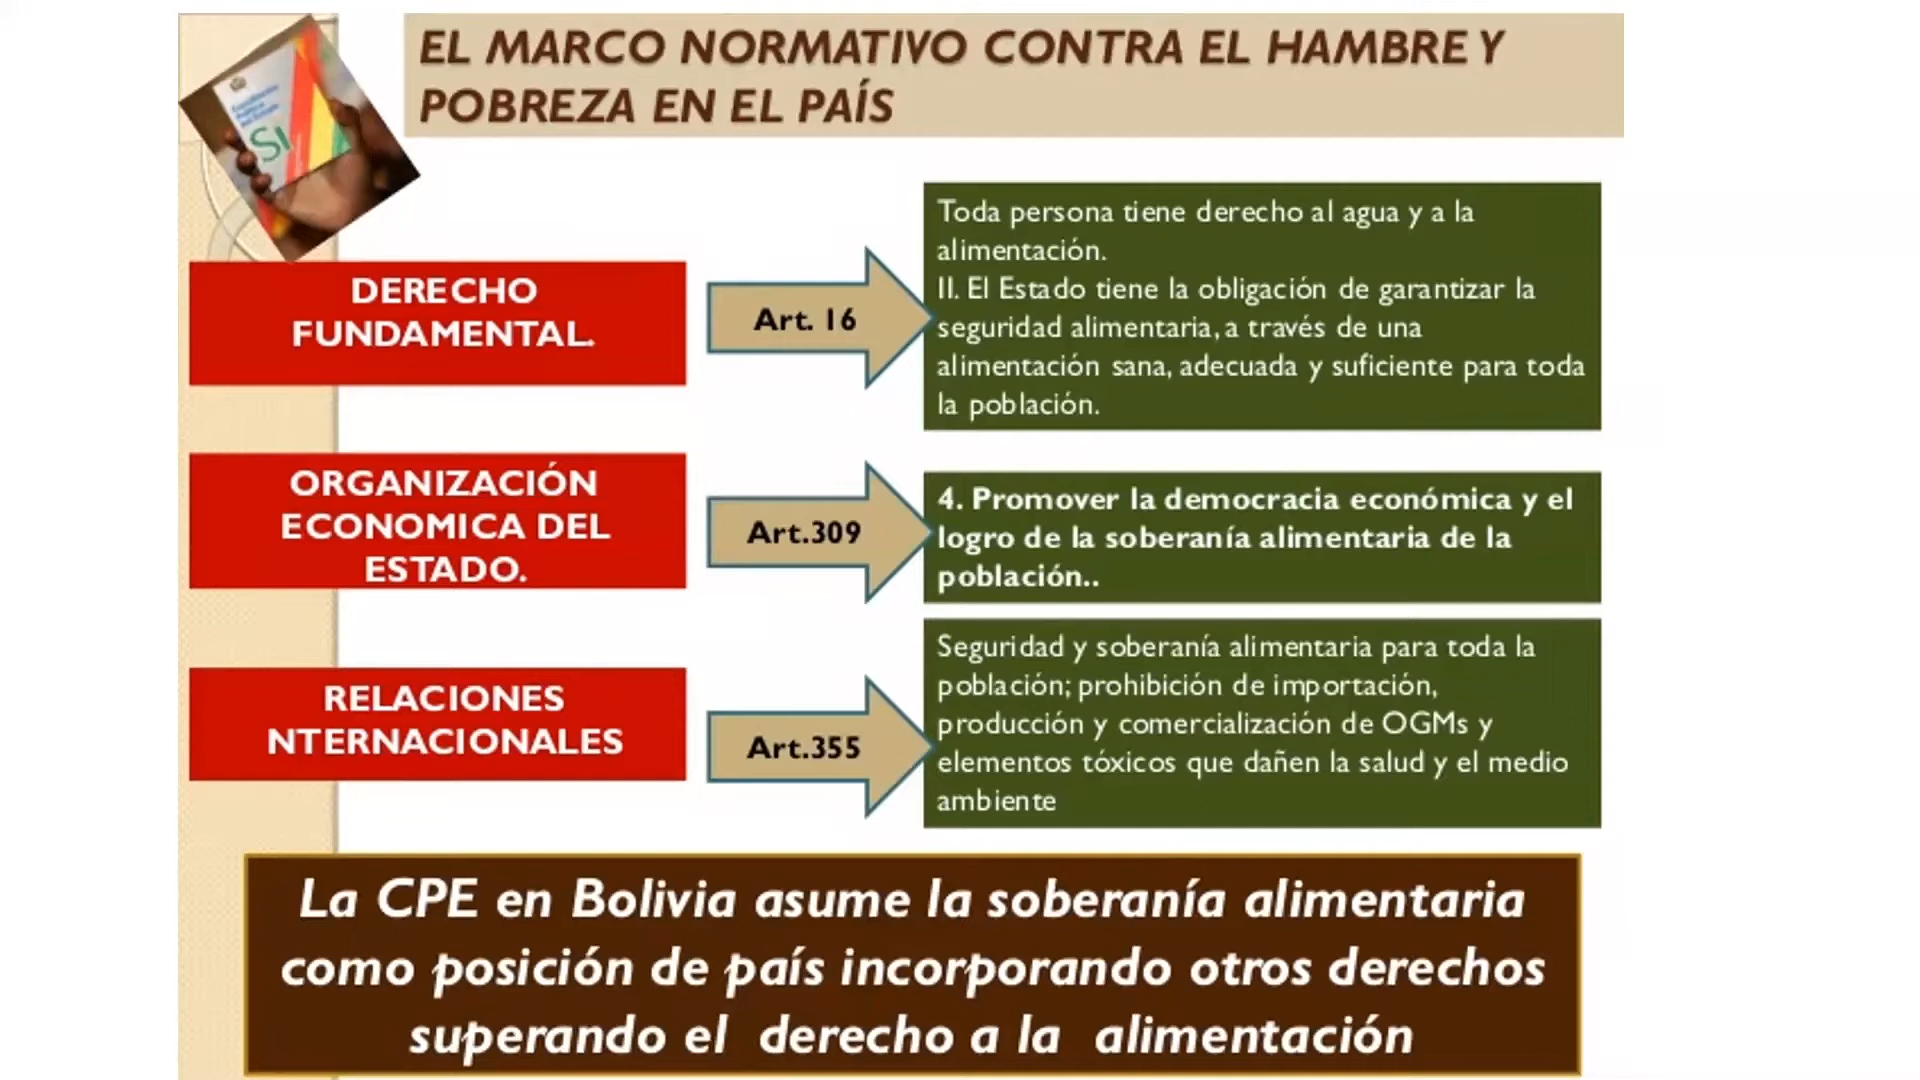 EL MARCO NORMATIVO CONTRA EL HAMBRE Y
POBREZA EN EL PAÍS
SI
DERECHO
FUNDAMENTAL.
Art. 16
Toda persona tiene derecho al agua y a la
alimentación.
II. El Estado tiene la obligación de garantizar la
seguridad alimentaria, a través de una
alimentación sana, adecuada y suficiente para toda
la población.
ORGANIZACIÓN
ECONOMICA DEL
ESTADO.
Art.309
4. Promover la democracia económica y el
logro de la soberanía alimentaria de la
población..
RELACIONES
NTERNACIONALES
Art.355
Seguridad y soberanía alimentaria para toda la
población; prohibición de importación,
producción y comercialización de OGMs y
elementos tóxicos que dañen la salud y el medio
ambiente
La CPE en Bolivia asume la soberanía alimentaria
como posición de país incorporando otros derechos
superando el derecho a la alimentación